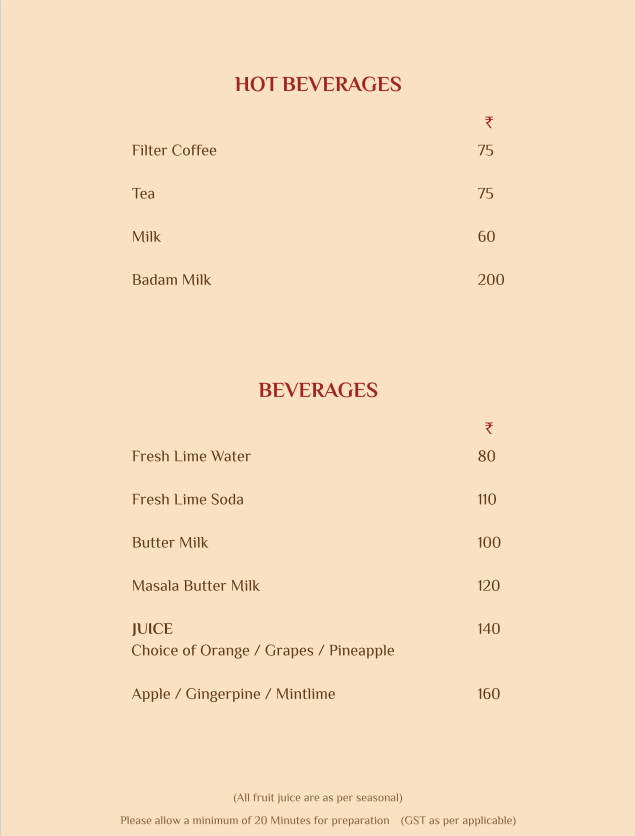 HOT BEVERAGES
₹
Filter Coffee 75
Tea 75
Milk 60
Badam Milk 200
BEVERAGES
₹
Fresh Lime Water 80
Fresh Lime Soda 110
Butter Milk 100
Masala Butter Milk 120
JUICE 140
Choice of Orange / Grapes / Pineapple
Apple / Gingerpine / Mintlime 160
(All fruit juice are as per seasonal)
Please allow a minimum of 20 Minutes for preparation (GST as per applicable)